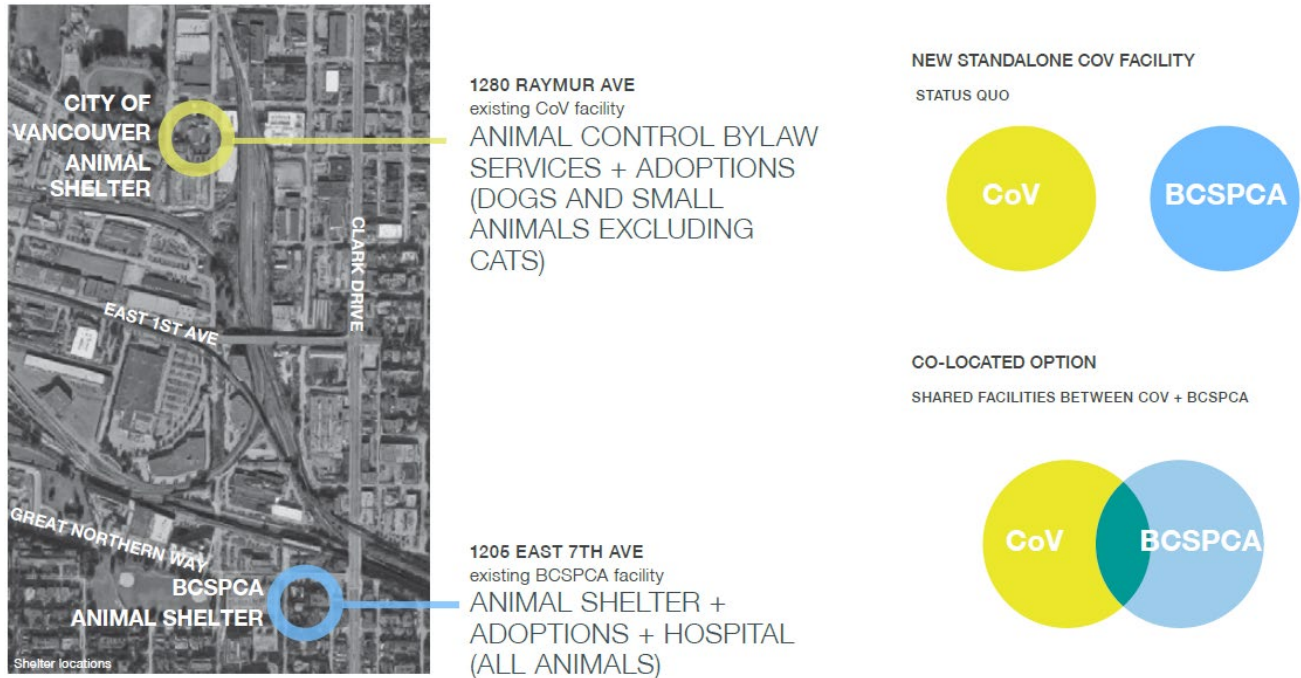 CITY OF
VANCOUVER
ANIMAL
SHELTER
CLARK DRIVE
EAST 1ST AVE
GREAT NORTHERN WAY
BCSPCA
ANIMAL SHELTER
Shelter locations
1280 RAYMUR AVE
existing CoV facility
ANIMAL CONTROL BYLAW
SERVICES + ADOPTIONS
(DOGS AND SMALL
ANIMALS EXCLUDING
CATS)
1205 EAST 7TH AVE
existing BCSPCA facility
ANIMAL SHELTER +
ADOPTIONS + HOSPITAL
(ALL ANIMALS)
NEW STANDALONE COV FACILITY
STATUS QUO
CoV
BCSPCA
CO-LOCATED OPTION
SHARED FACILITIES BETWEEN COV + BCSPCA
CoV
BCSPCA